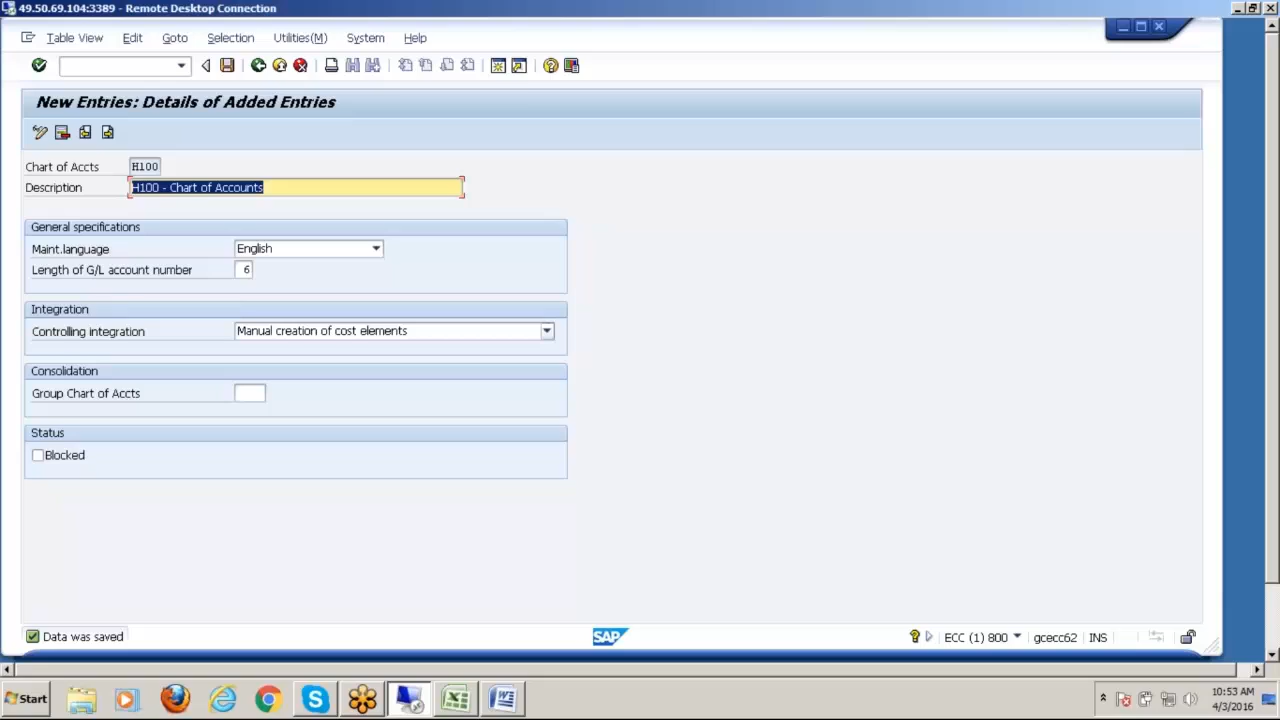 49.50.69.104:3389 - Remote Desktop Connection
Table View Edit Goto Selection Utilities(M) System Help
New Entries: Details of Added Entries
Chart of Accts H100
Description H100 - Chart of Accounts
General specifications
Maint.language English
Length of G/L account number 6
Integration
Controlling integration Manual creation of cost elements
Consolidation
Group Chart of Accts
Status
Blocked
Data was saved SAP ECC (1) 800 gcecc62 INS
Start 10:53 AM
4/3/2016